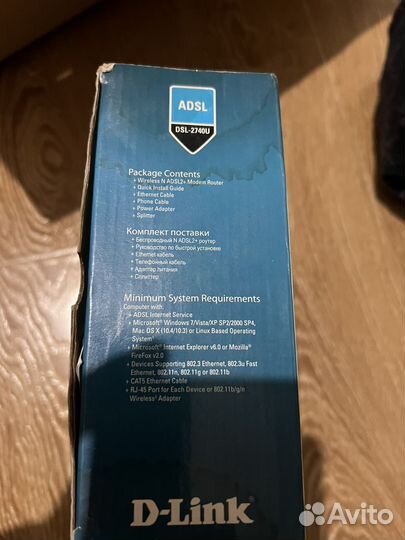 ADSL
DSL-2740U
Package Contents
+ Wireless N ADSL2+ Modem Router
+ Quick Install Guide
+ Ethernet Cable
+ Phone Cable
+ Power Adapter
+ Splitter
Комплект поставки
+ Беспроводный N ADSL2+ роутер
+ Руководство по быстрой установке
+ Ethernet кабель
+ Телефонный кабель
+ Адаптер питания
+ Сплиттер
Minimum System Requirements
Computer with:
+ ADSL Internet Service
+ Microsoft® Windows 7/Vista/XP SP2/2000 SP4,
Mac OS X (10.4/10.3) or Linux Based Operating
System¹
+ Microsoft® Internet Explorer v6.0 or Mozilla®
FireFox v2.0
+ Devices Supporting 802.3 Ethernet, 802.3u Fast
Ethernet, 802.11n, 802.11g or 802.11b
+ CAT5 Ethernet Cable
+ RJ-45 Port for Each Device or 802.11b/g/n
Wireless² Adapter
D-Link®
Avito